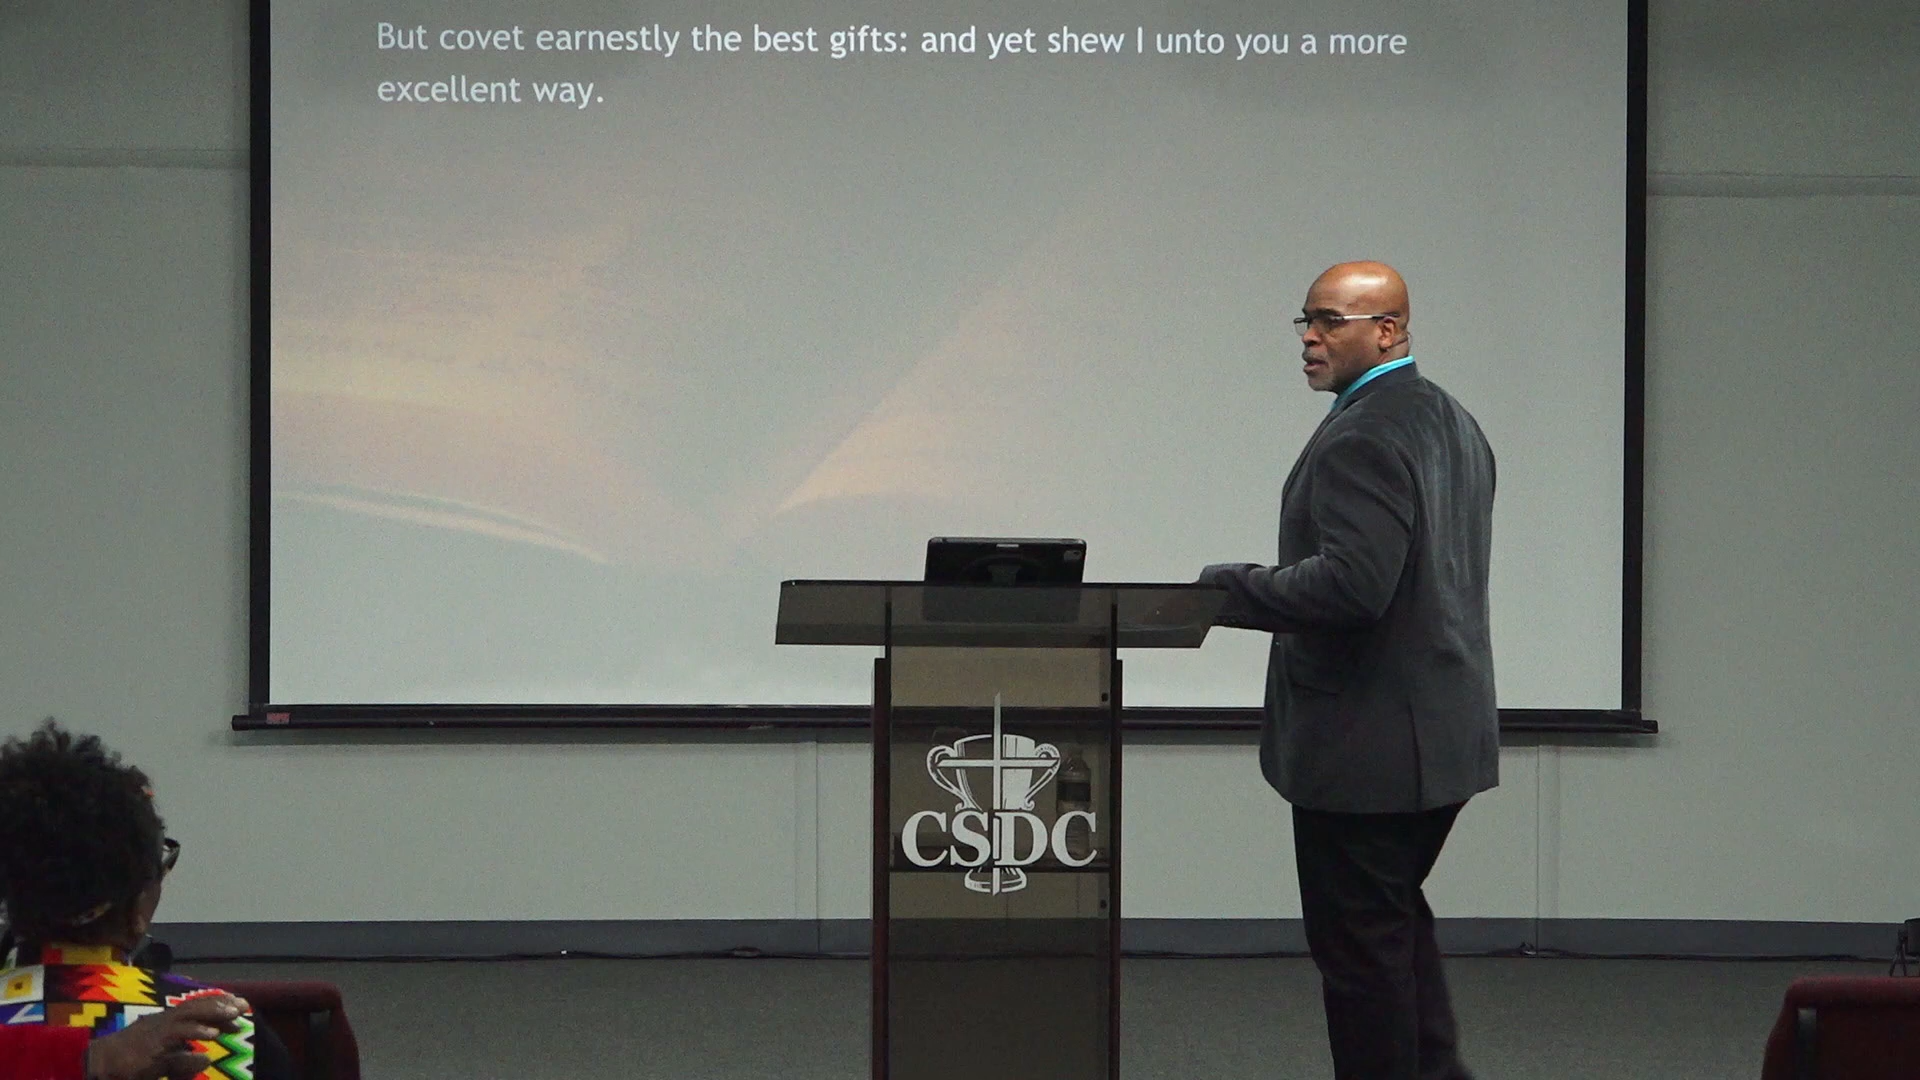 But covet earnestly the best gifts: and yet shew I unto you a more
excellent way.
CSDC